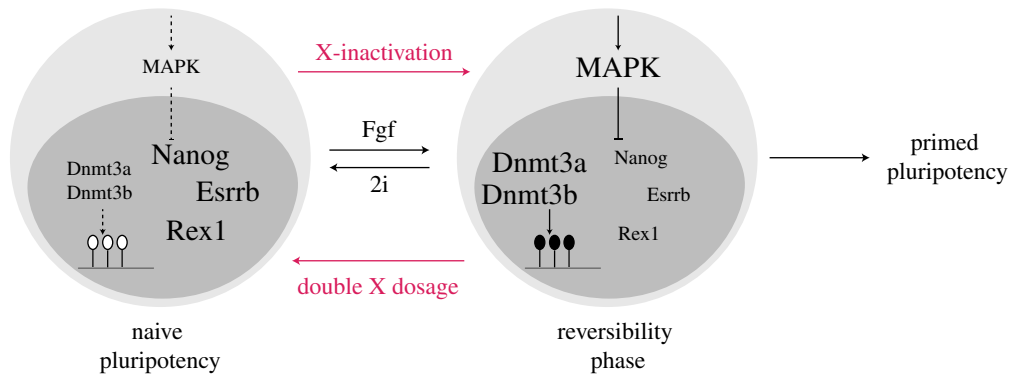 MAPK
Nanog
Dnmt3a
Dnmt3b
Esrrb
Rex1
naive
pluripotency
X-inactivation
Fgf
2i
double X dosage
MAPK
Dnmt3a
Dnmt3b
Nanog
Esrrb
Rex1
reversibility
phase
primed
pluripotency